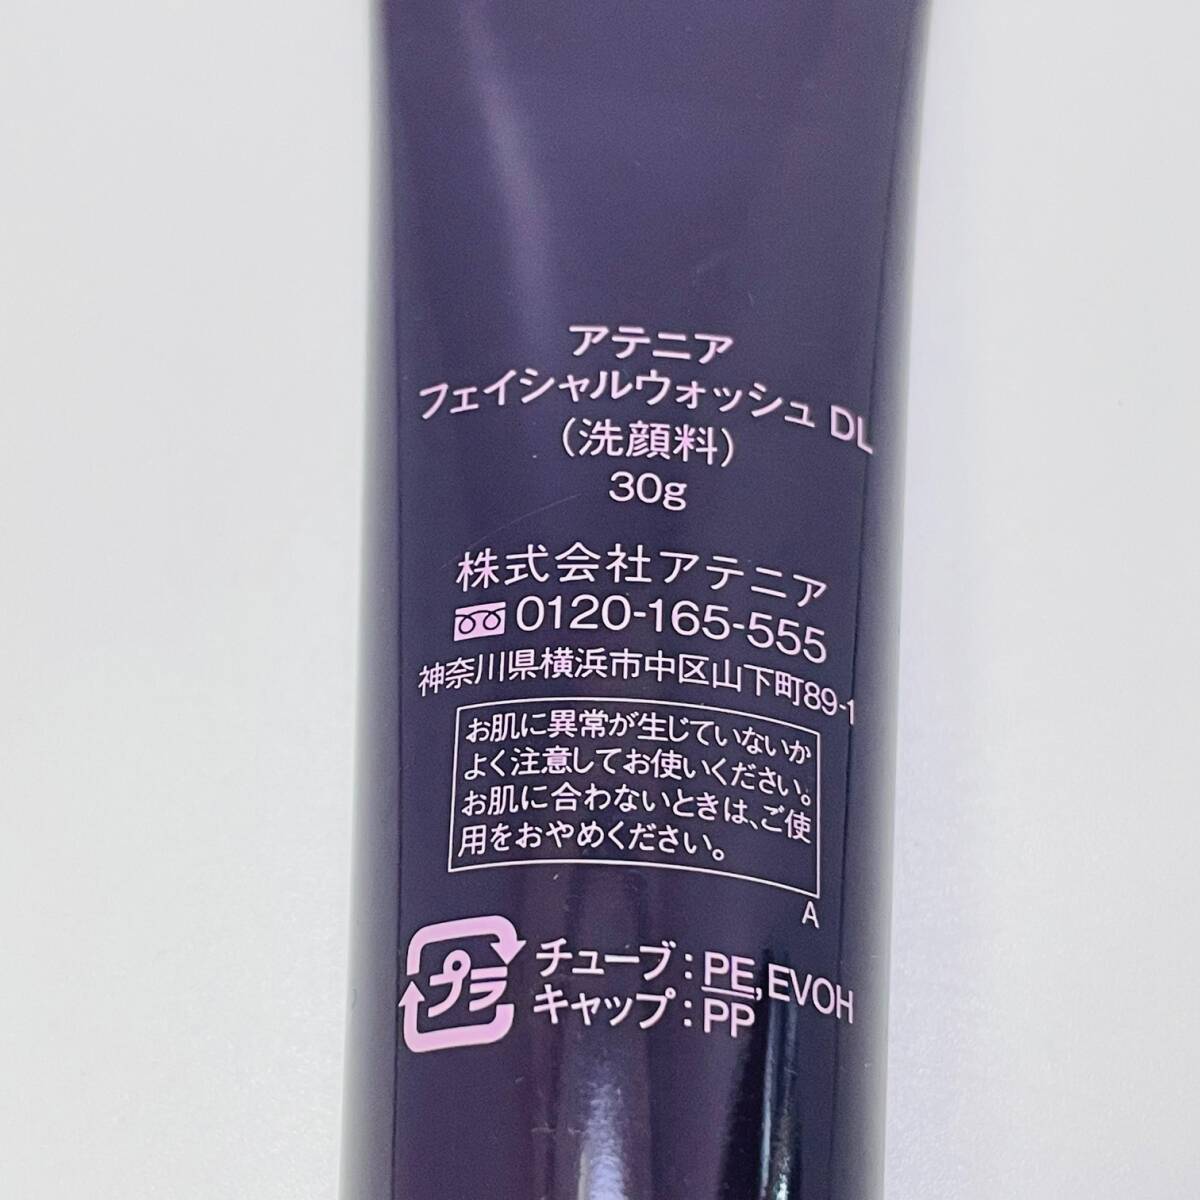 アテニア
フェイシャルウォッシュ DL
(洗顔料)
30g
株式会社アテニア
0120-165-555
神奈川県横浜市中区山下町89-1
お肌に異常が生じていないか
よく注意してお使いください。
お肌に合わないときは、ご使
用をおやめください。
A
プラ
チューブ : PE, EVOH
キャップ : PP